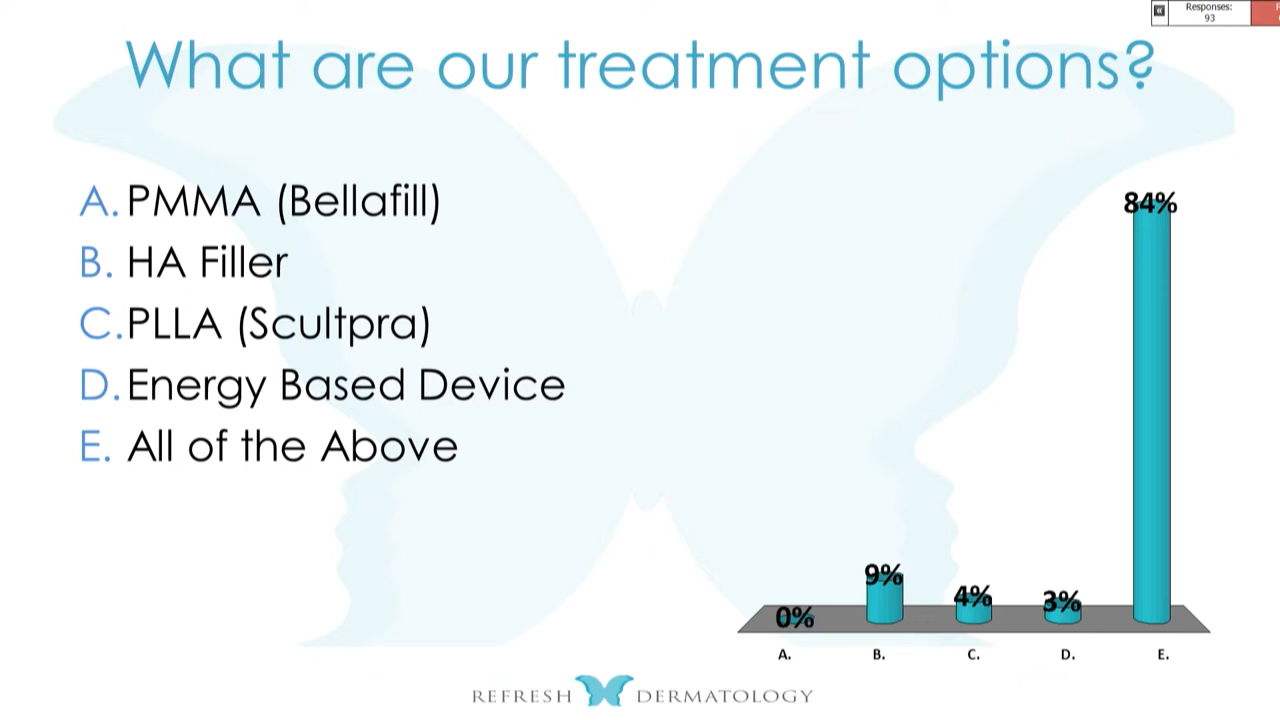 Responses:
93
What are our treatment options?
A. PMMA (Bellafill)
B. HA Filler
C. PLLA (Scultpra)
D. Energy Based Device
E. All of the Above
84%
9%
4%
3%
0%
A. B. C. D. E.
REFRESH DERMATOLOGY